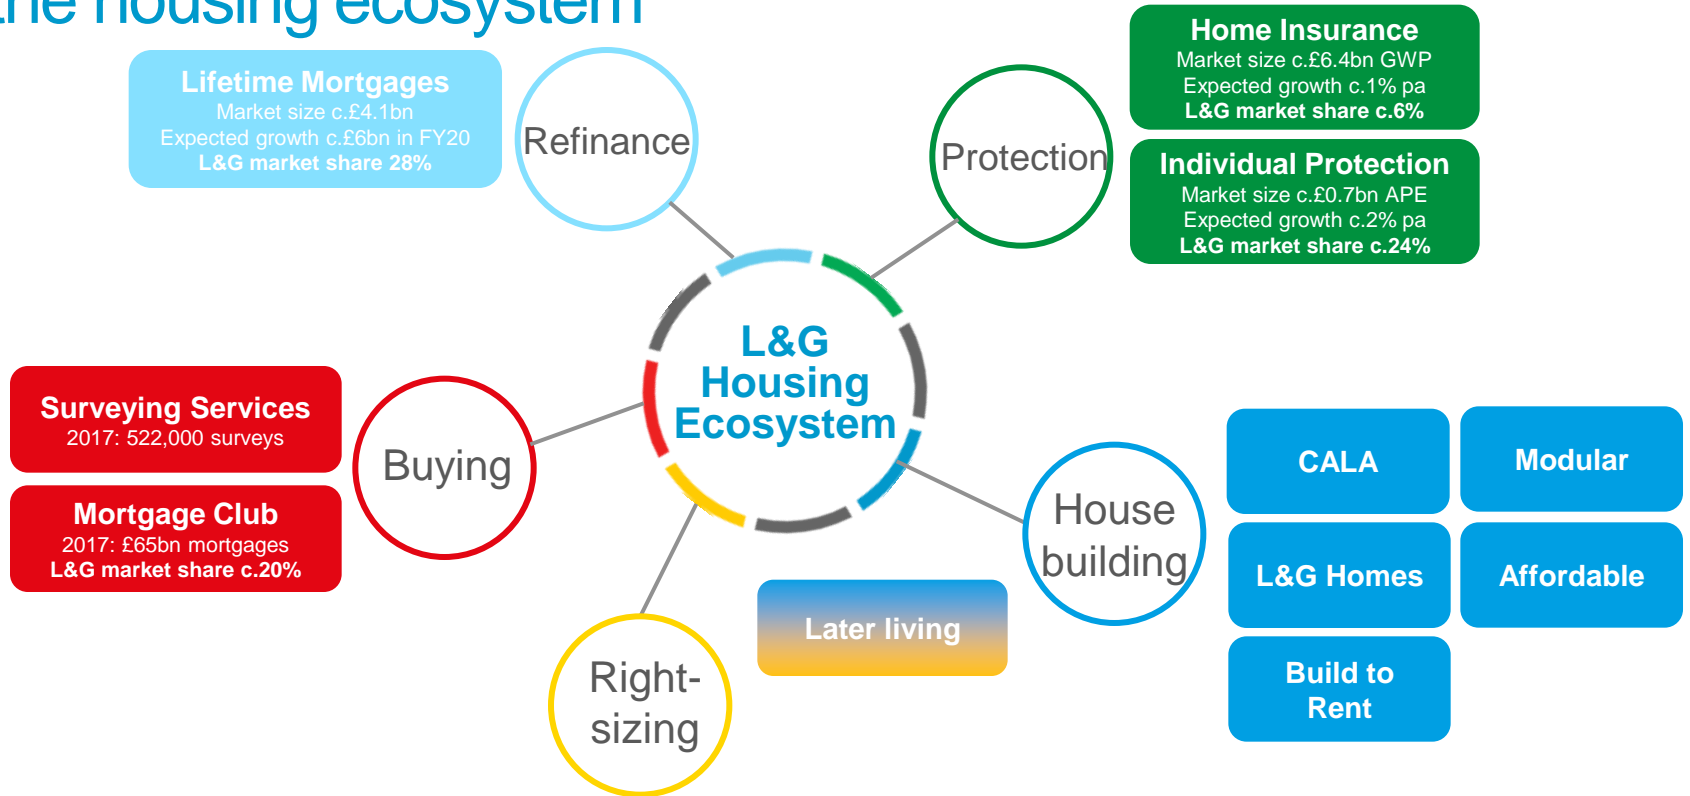 the housing ecosystem
Lifetime Mortgages
Market size c.£4.1bn
Expected growth c.£6bn in FY20
L&G market share 28%
Refinance
Protection
Home Insurance
Market size c.£6.4bn GWP
Expected growth c.1% pa
L&G market share c.6%
Individual Protection
Market size c.£0.7bn APE
Expected growth c.2% pa
L&G market share c.24%
L&G
Housing
Ecosystem
Surveying Services
2017: 522,000 surveys
Mortgage Club
2017: £65bn mortgages
L&G market share c.20%
Buying
House
building
CALA
Modular
L&G Homes
Affordable
Build to
Rent
Later living
Right-
sizing